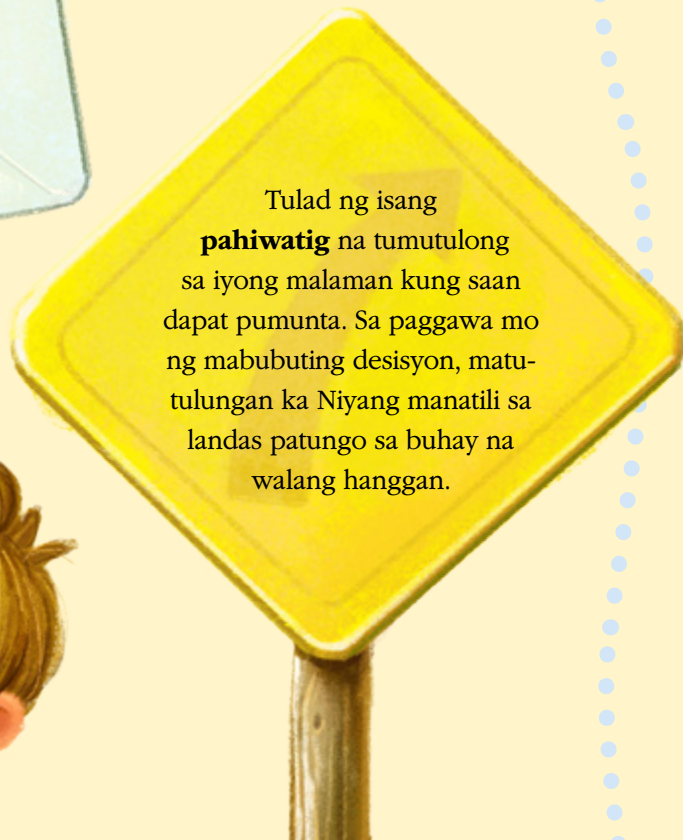 Tulad ng isang
pahiwatig na tumutulong
sa iyong malaman kung saan
dapat pumunta. Sa paggawa mo
ng mabubuting desisyon, matu-
tulungan ka Niyang manatili sa
landas patungo sa buhay na
walang hanggan.